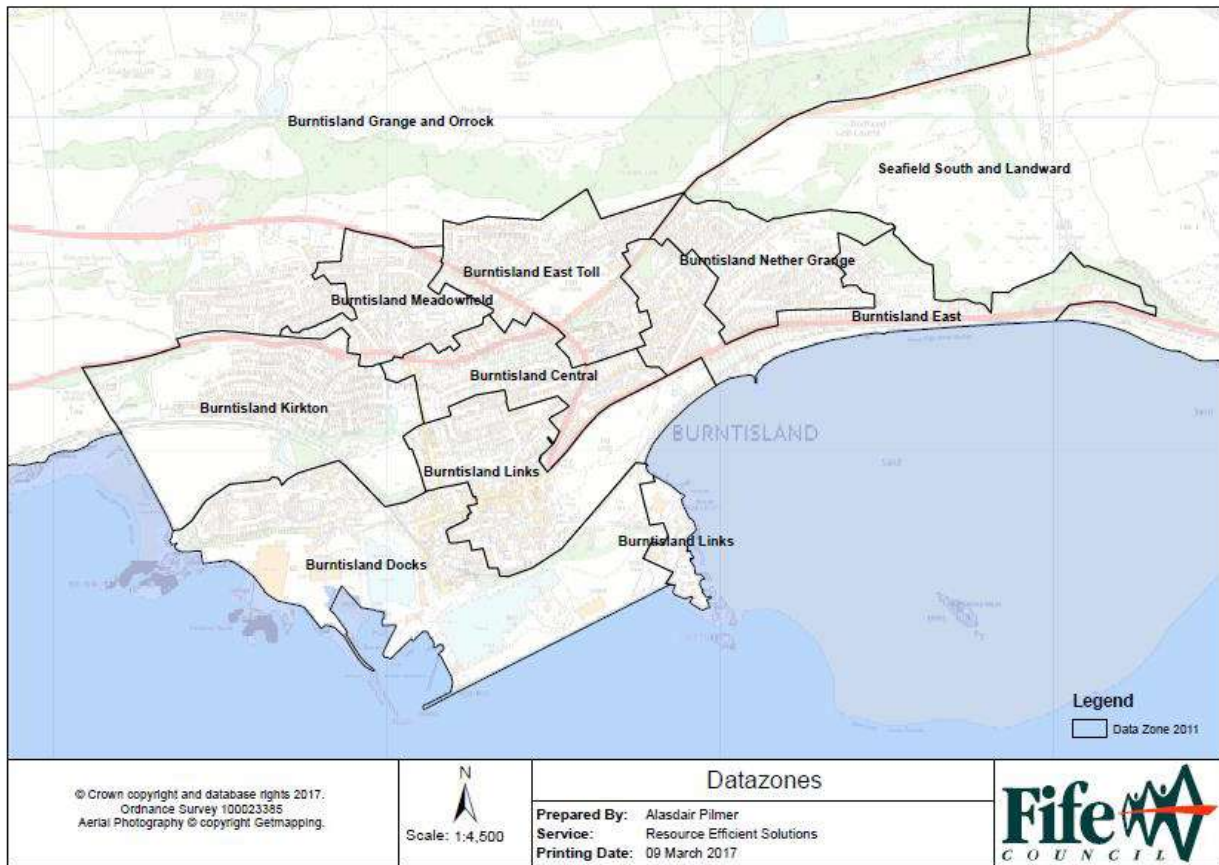 Burntisland Grange and Orrock
Seafield South and Landward
Burntisland East Toll
Burntisland Nether Grange
Burntisland Meadowfield
Burntisland East
Burntisland Central
Burntisland Kirkton
BURNTISLAND
Burntisland Links
Burntisland Links
Burntisland Docks
Legend
Data Zone 2011
© Crown copyright and database rights 2017.
Ordnance Survey 100023385
Aerial Photography © copyright Getmapping.
N
Scale: 1:4,500
Datazones
Prepared By: Alasdair Pilmer
Service: Resource Efficient Solutions
Printing Date: 09 March 2017
Fife
COUNCIL